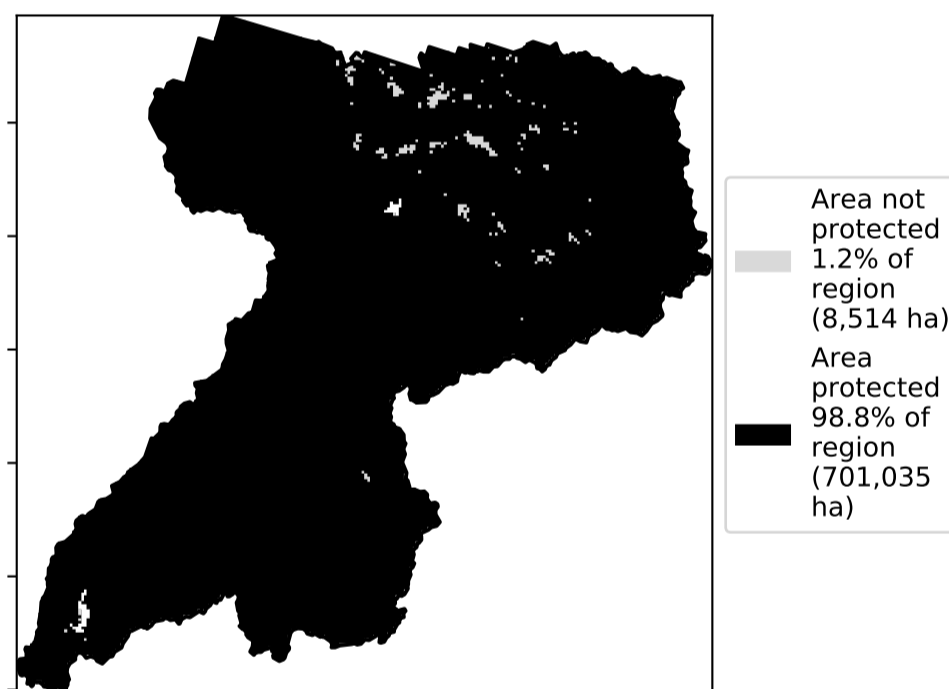 Area not
protected
1.2% of
region
(8,514 ha)
Area
protected
98.8% of
region
(701,035
ha)